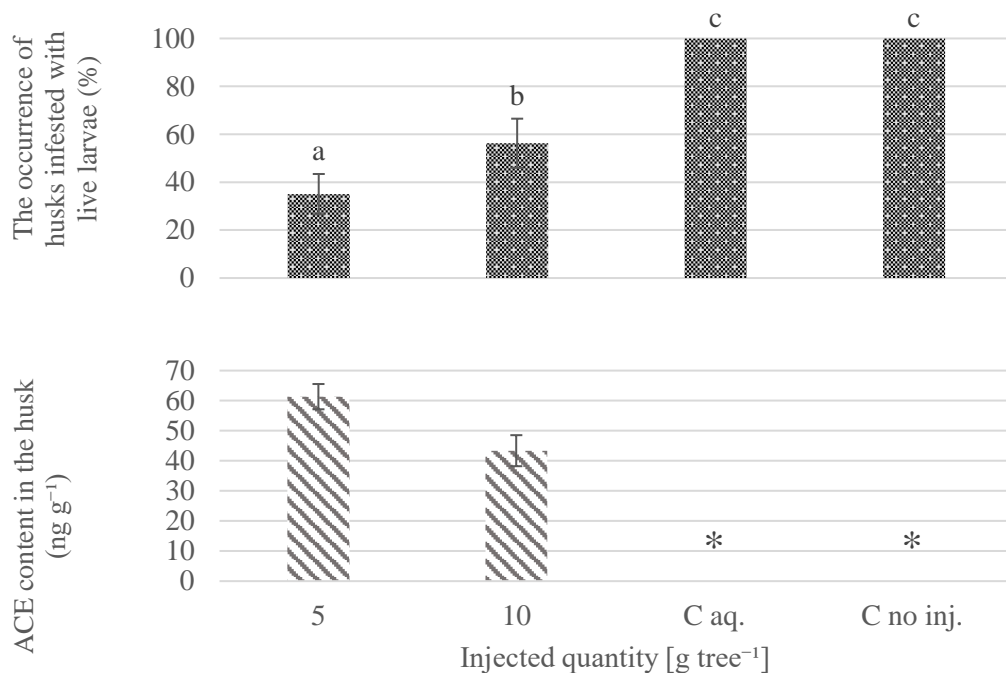 The occurrence of
husks infested with
live larvae (%)
100
80
60
40
20
0
a
b
c
c
ACE content in the husk
(ng g⁻¹)
70
60
50
40
30
20
10
0
*
*
5
10
C aq.
C no inj.
Injected quantity [g tree⁻¹]